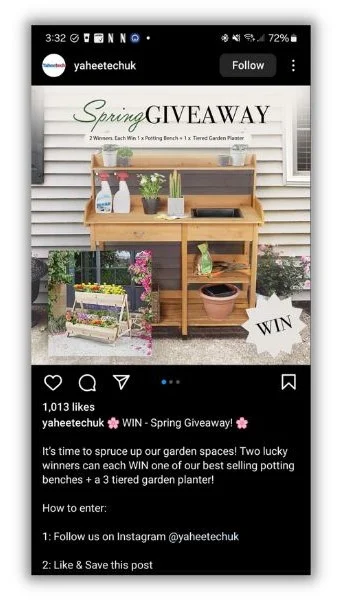 3:32
72%
Yaheetech
yaheetechuk
Follow
Spring GIVEAWAY
2 Winners, Each Win 1 x Potting Bench + 1 x Tiered Garden Planter
WIN
1,013 likes
yaheetechuk 🌸 WIN - Spring Giveaway! 🌸
It's time to spruce up our garden spaces! Two lucky
winners can each WIN one of our best selling potting
benches + a 3 tiered garden planter!
How to enter:
1: Follow us on Instagram @yaheetechuk
2: Like & Save this post